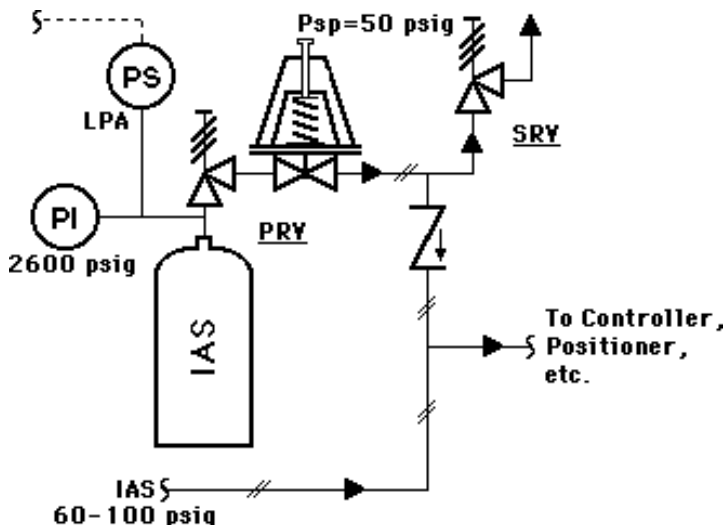 Psp=50 psig
PS
LPA
SRV
PI
PRV
2600 psig
IAS
To Controller,
Positioner,
etc.
IAS
60-100 psig